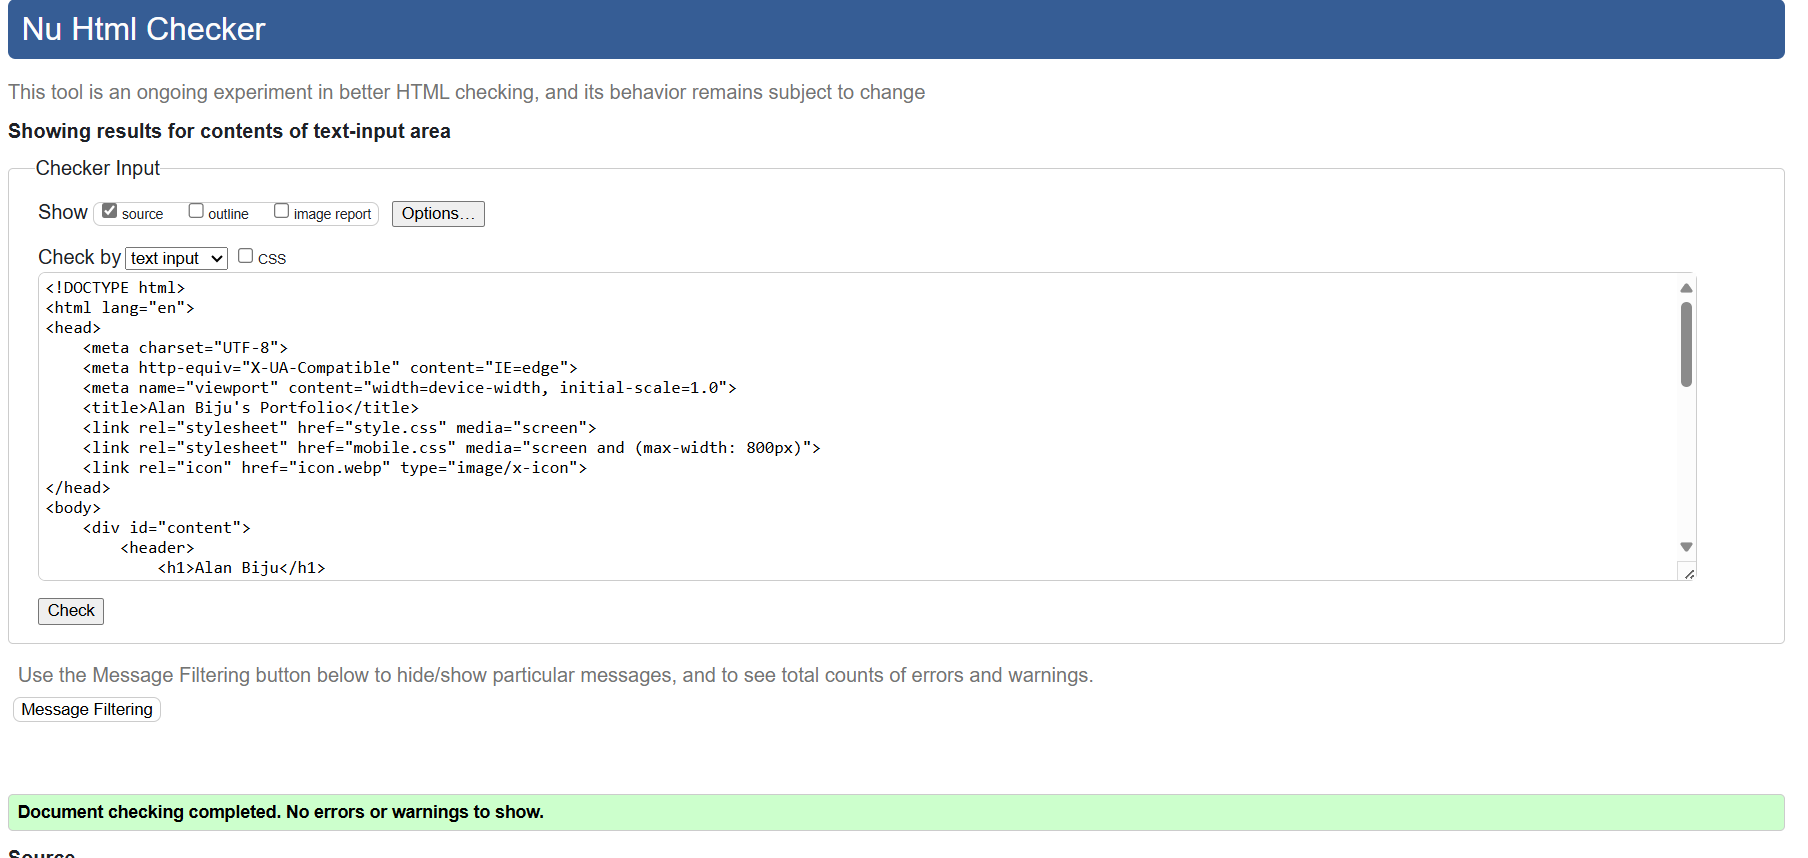 Nu Html Checker
This tool is an ongoing experiment in better HTML checking, and its behavior remains subject to change
Showing results for contents of text-input area
Checker Input
Show source outline image report Options...
Check by text input CSS
<!DOCTYPE html>
<html lang="en">
<head>
    <meta charset="UTF-8">
    <meta http-equiv="X-UA-Compatible" content="IE=edge">
    <meta name="viewport" content="width=device-width, initial-scale=1.0">
    <title>Alan Biju's Portfolio</title>
    <link rel="stylesheet" href="style.css" media="screen">
    <link rel="stylesheet" href="mobile.css" media="screen and (max-width: 800px)">
    <link rel="icon" href="icon.webp" type="image/x-icon">
</head>
<body>
    <div id="content">
        <header>
            <h1>Alan Biju</h1>
Check
Use the Message Filtering button below to hide/show particular messages, and to see total counts of errors and warnings.
Message Filtering
Document checking completed. No errors or warnings to show.
Source